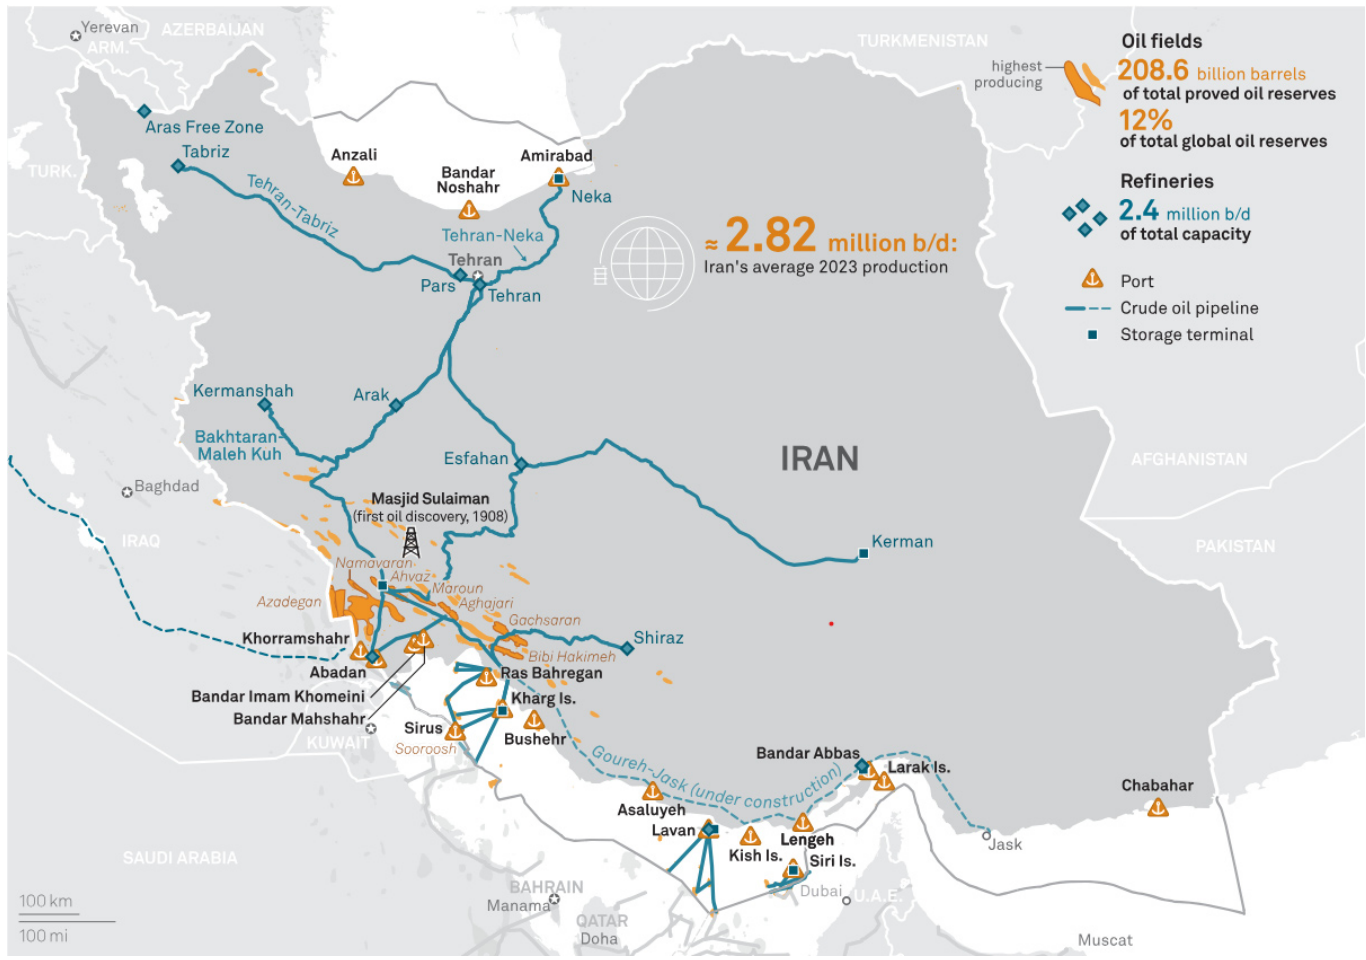 Yerevan
ARM.
AZERBAIJAN
TURKMENISTAN
highest
producing
Oil fields
208.6 billion barrels
of total proved oil reserves
12%
of total global oil reserves
Refineries
2.4 million b/d
of total capacity
Port
Crude oil pipeline
Storage terminal
Aras Free Zone
Tabriz
TURK.
Anzali
Bandar
Noshahr
Amirabad
Neka
Tehran-Tabriz
Tehran-Neka
Tehran
Pars
Tehran
≈ 2.82 million b/d:
Iran's average 2023 production
Kermanshah
Arak
Bakhtaran-
Maleh Kuh
Esfahan
IRAN
AFGHANISTAN
Baghdad
IRAQ
Masjid Sulaiman
(first oil discovery, 1908)
Kerman
PAKISTAN
Namavaran
Ahvaz
Maroun
Azadegan
Aghajari
Gachsaran
Khorramshahr
Shiraz
Bibi Hakimeh
Abadan
Ras Bahregan
Bandar Imam Khomeini
Kharg Is.
Bandar Mahshahr
Sirus
KUWAIT
Sooroosh
Bushehr
Goureh-Jask (under construction)
Bandar Abbas
Larak Is.
Chabahar
Asaluyeh
Lavan
Lengeh
Kish Is.
Siri Is.
Jask
SAUDI ARABIA
BAHRAIN
Manama
Dubai
U.A.E.
QATAR
Doha
Muscat
100 km
100 mi